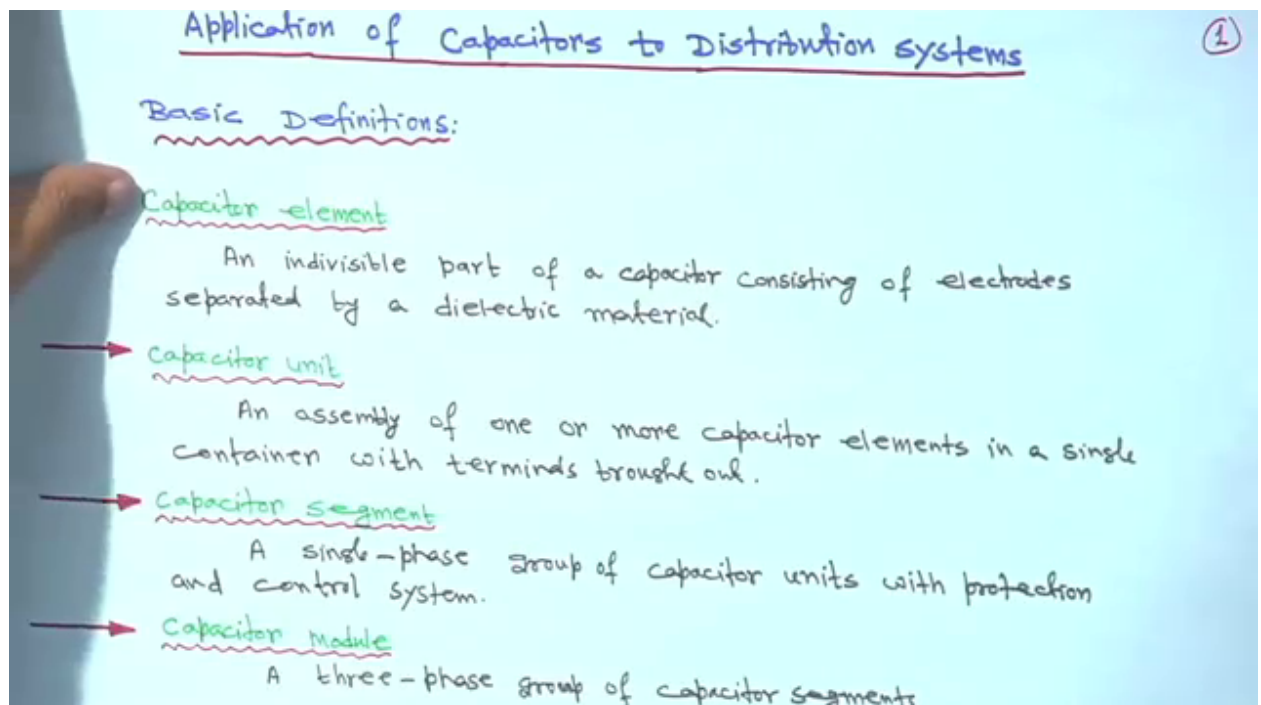 Application of Capacitors to Distribution systems
1
Basic Definitions:
Capacitor element
An indivisible part of a capacitor consisting of electrodes
separated by a dielectric material.
Capacitor unit
An assembly of one or more capacitor elements in a single
container with terminals brought out.
Capacitor segment
A single-phase group of capacitor units with protection
and control system.
Capacitor module
A three-phase group of capacitor segments